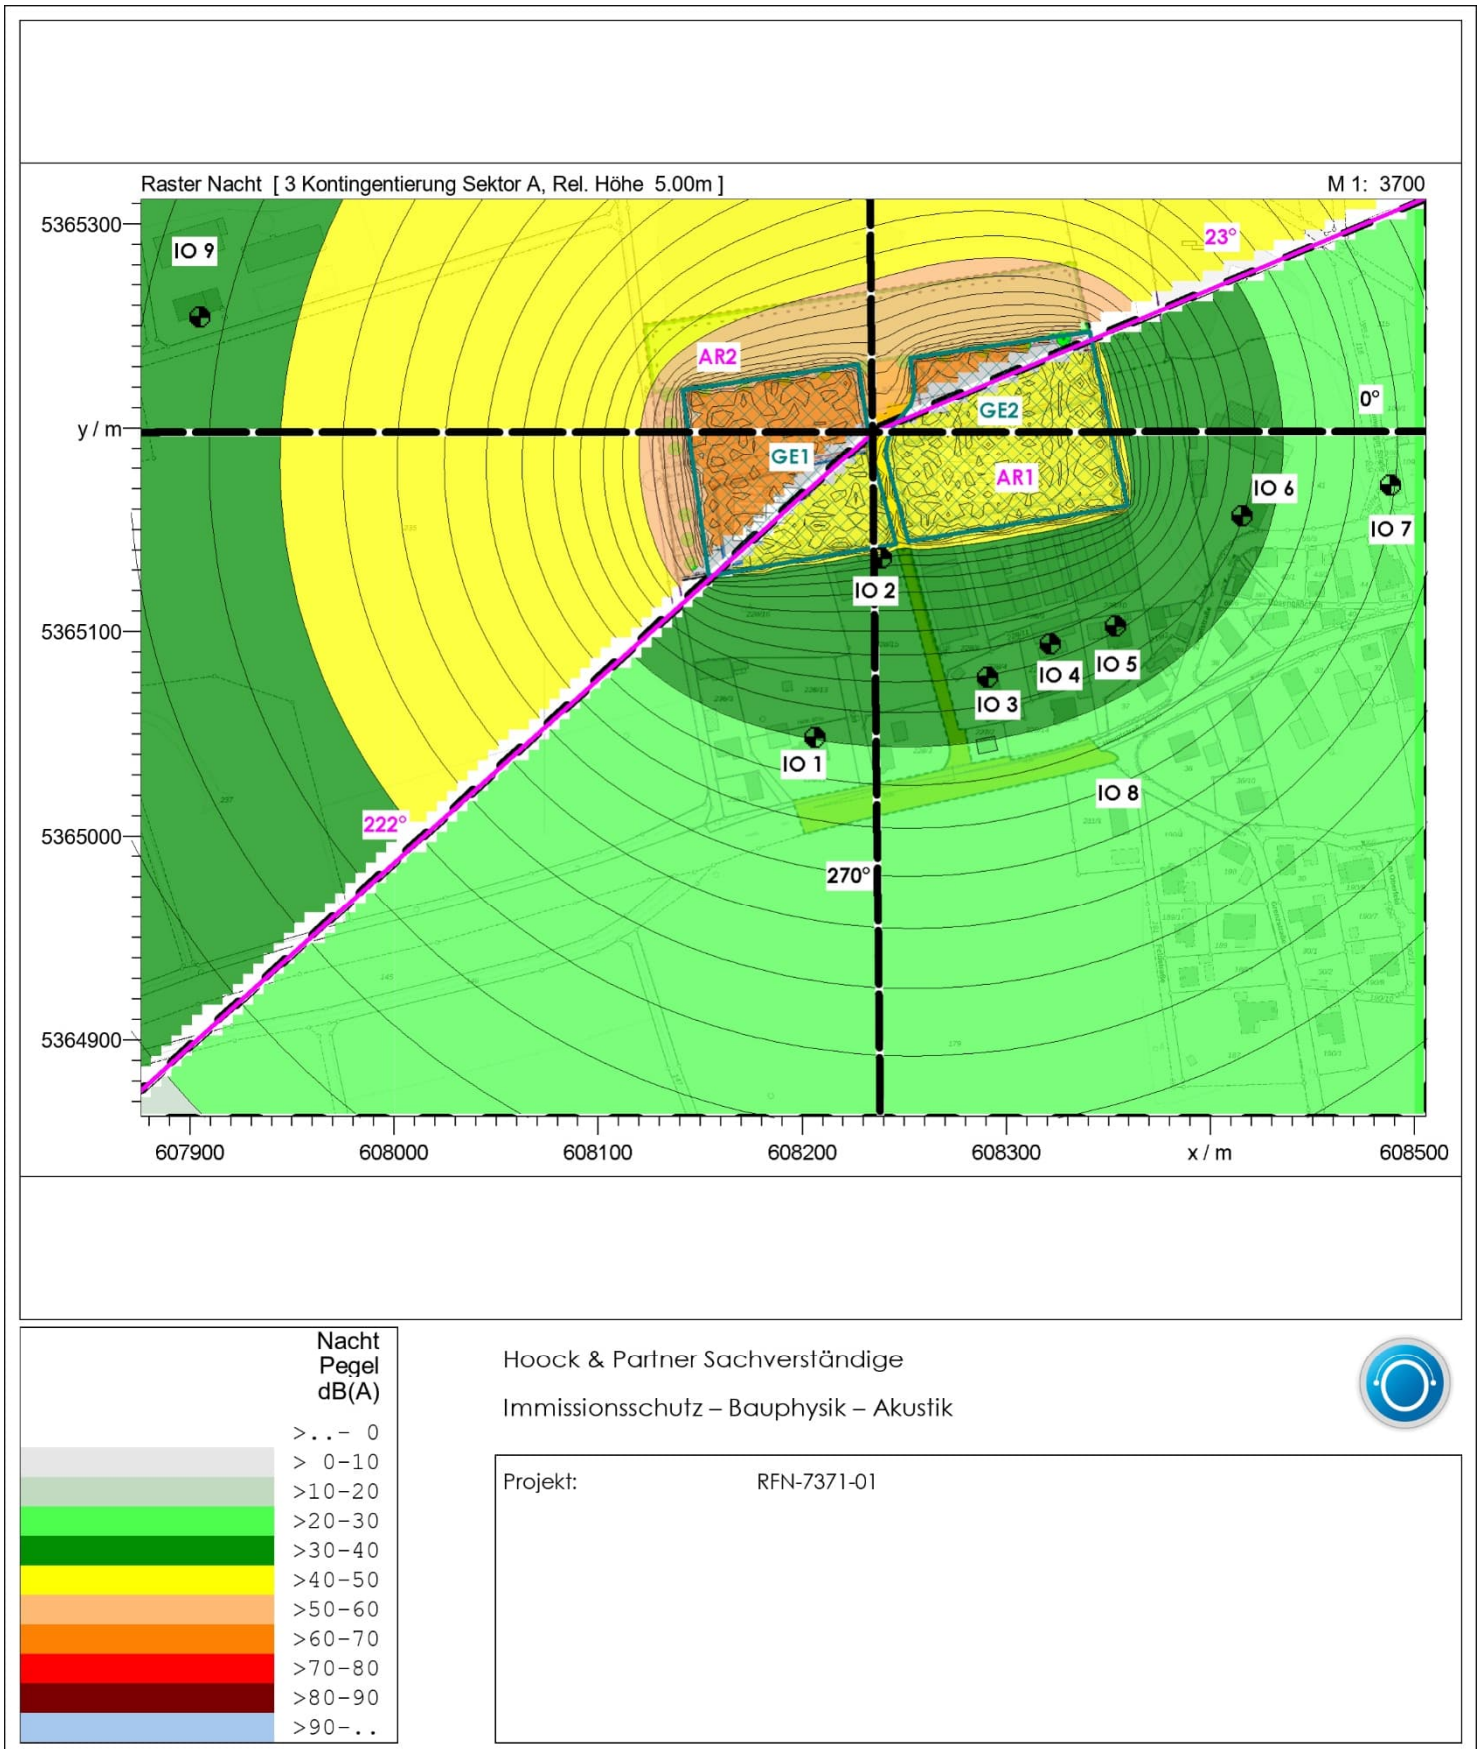 Raster Nacht [ 3 Kontingentierung Sektor A, Rel. Höhe 5.00m ]
M 1: 3700
5365300
IO 9
23°
AR2
0°
GE2
y / m
GE1
AR1
IO 6
IO 7
IO 2
5365100
IO 5
IO 4
IO 3
IO 1
IO 8
222°
5365000
270°
5364900
607900
608000
608100
608200
608300
x / m
608500
Nacht
Pegel
dB(A)
>..- 0
> 0-10
>10-20
>20-30
>30-40
>40-50
>50-60
>60-70
>70-80
>80-90
>90-..
Hoock & Partner Sachverständige
Immissionsschutz – Bauphysik – Akustik
Projekt: RFN-7371-01